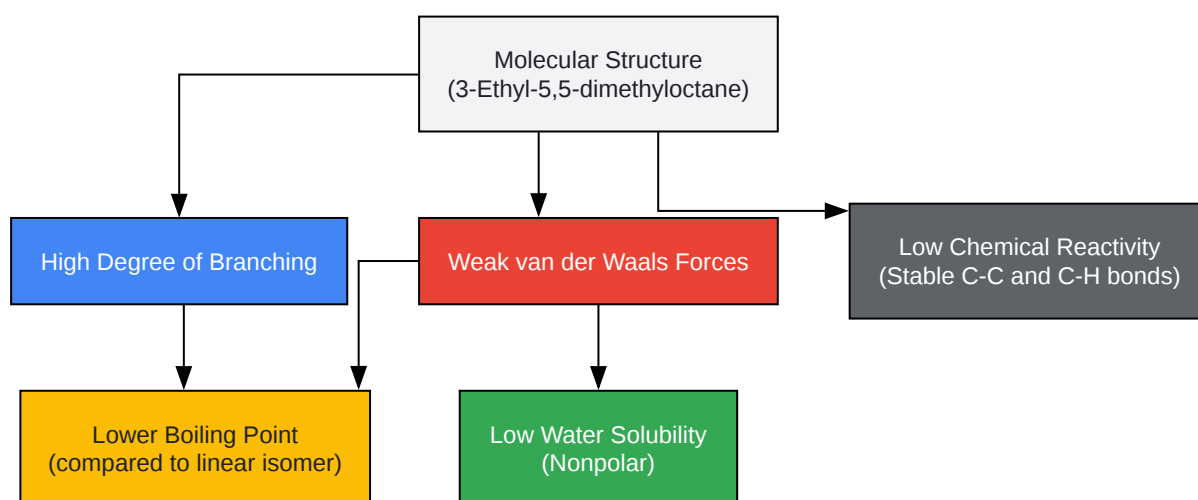 Molecular Structure
(3-Ethyl-5,5-dimethyloctane)
High Degree of Branching
Weak van der Waals Forces
Low Chemical Reactivity
(Stable C-C and C-H bonds)
Lower Boiling Point
(compared to linear isomer)
Low Water Solubility
(Nonpolar)